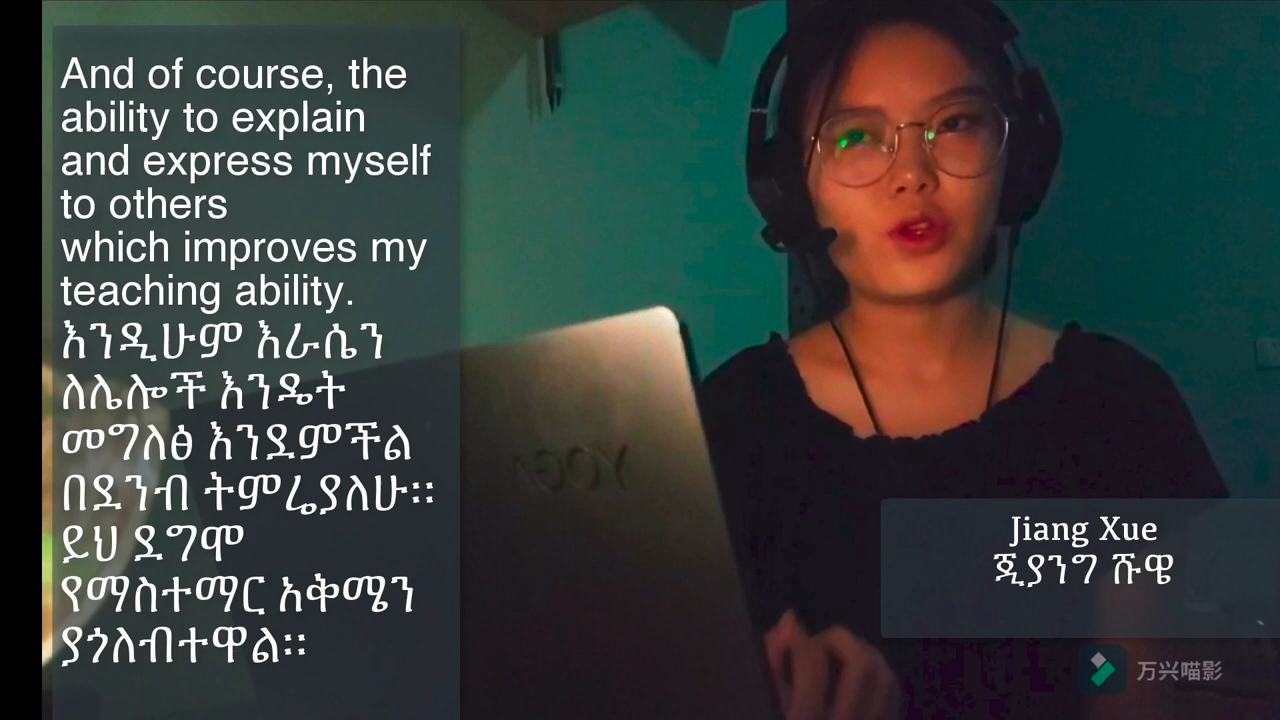 And of course, the
ability to explain
and express myself
to others
which improves my
teaching ability.
እንዲሁም እራሴን
ለሌሎች እንዴት
መግለፅ እንደምችል
በደንብ ትምሬያለሁ፡፡
ይህ ደግሞ
የማስተማር አቅሜን
ያጎለብተዋል፡፡
YOGA
Jiang Xue
ጂያንግ ሹዌ
万兴喵影